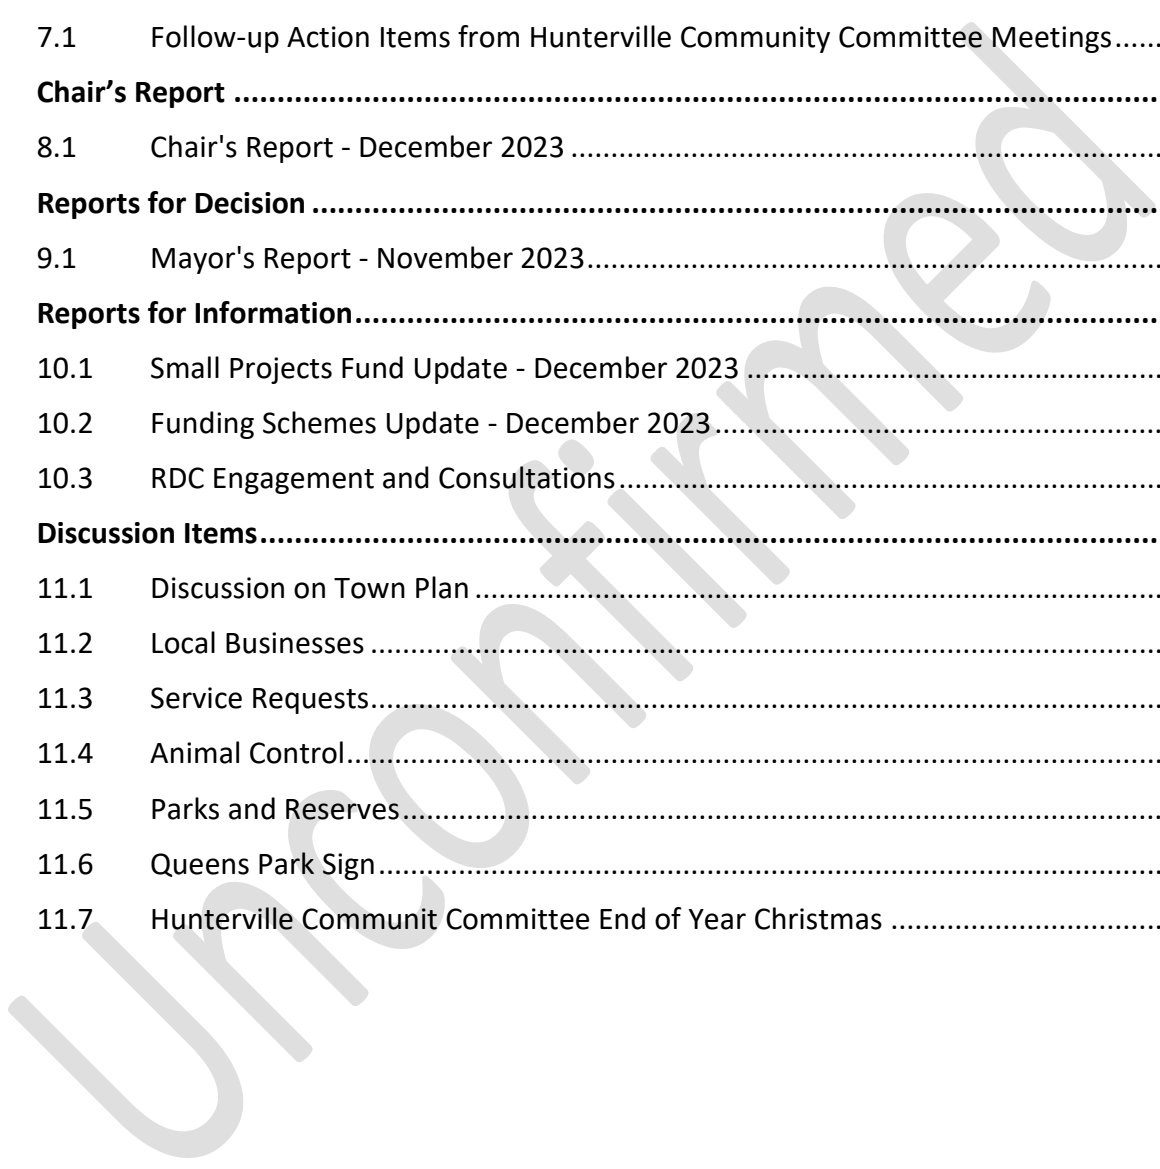 7.1 Follow-up Action Items from Hunterville Community Committee Meetings......
Chair's Report ................................................................
8.1 Chair's Report - December 2023 ................................................................
Reports for Decision ................................................................
9.1 Mayor's Report - November 2023................................................................
Reports for Information................................................................
10.1 Small Projects Fund Update - December 2023 ................................................................
10.2 Funding Schemes Update - December 2023................................................................
10.3 RDC Engagement and Consultations ................................................................
Discussion Items................................................................
11.1 Discussion on Town Plan ................................................................
11.2 Local Businesses ................................................................
11.3 Service Requests................................................................
11.4 Animal Control................................................................
11.5 Parks and Reserves................................................................
11.6 Queens Park Sign................................................................
11.7 Hunterville Communit Committee End of Year Christmas ................................
Unconfirmed